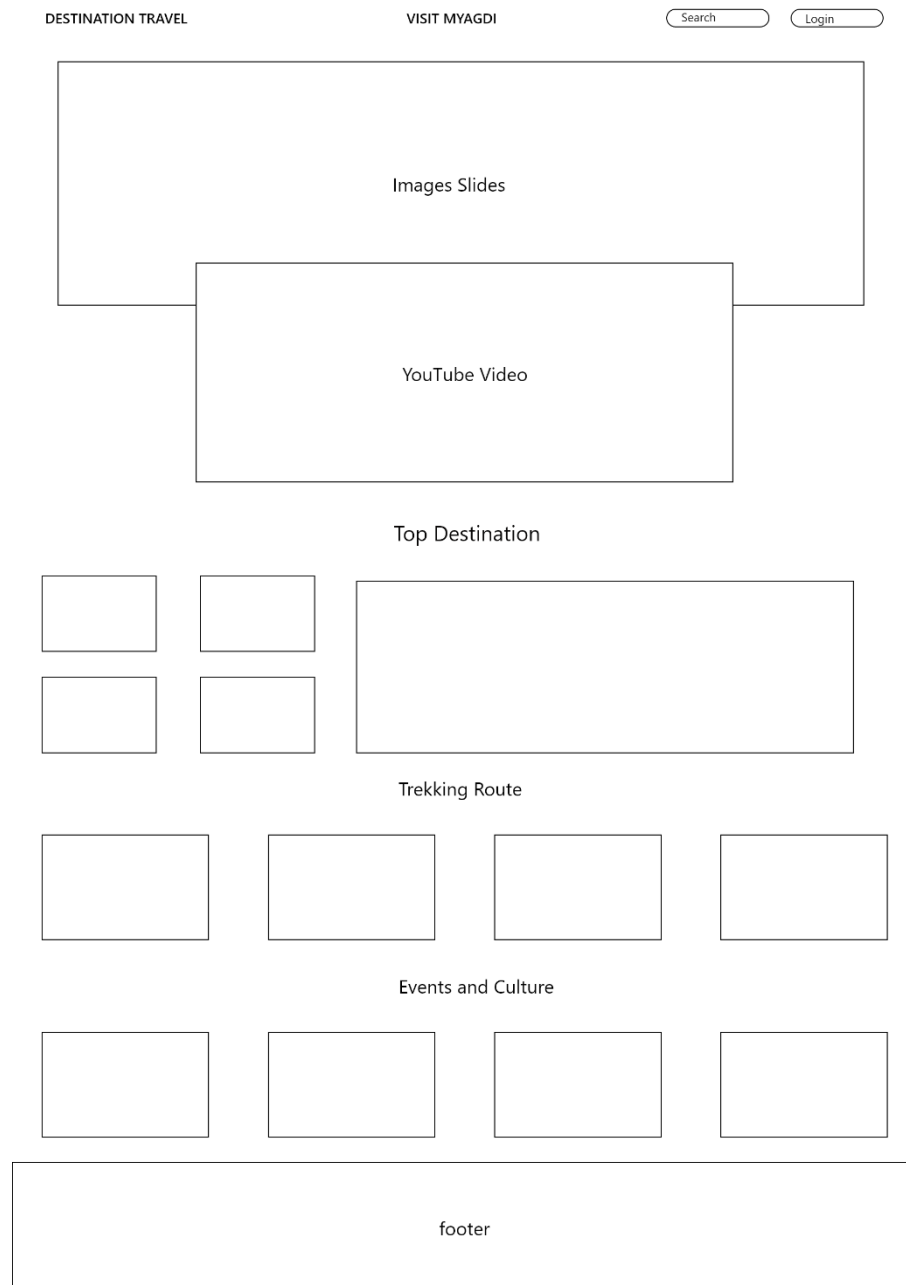 DESTINATION TRAVEL
VISIT MYAGDI
Search
Login
Images Slides
YouTube Video
Top Destination
Trekking Route
Events and Culture
footer